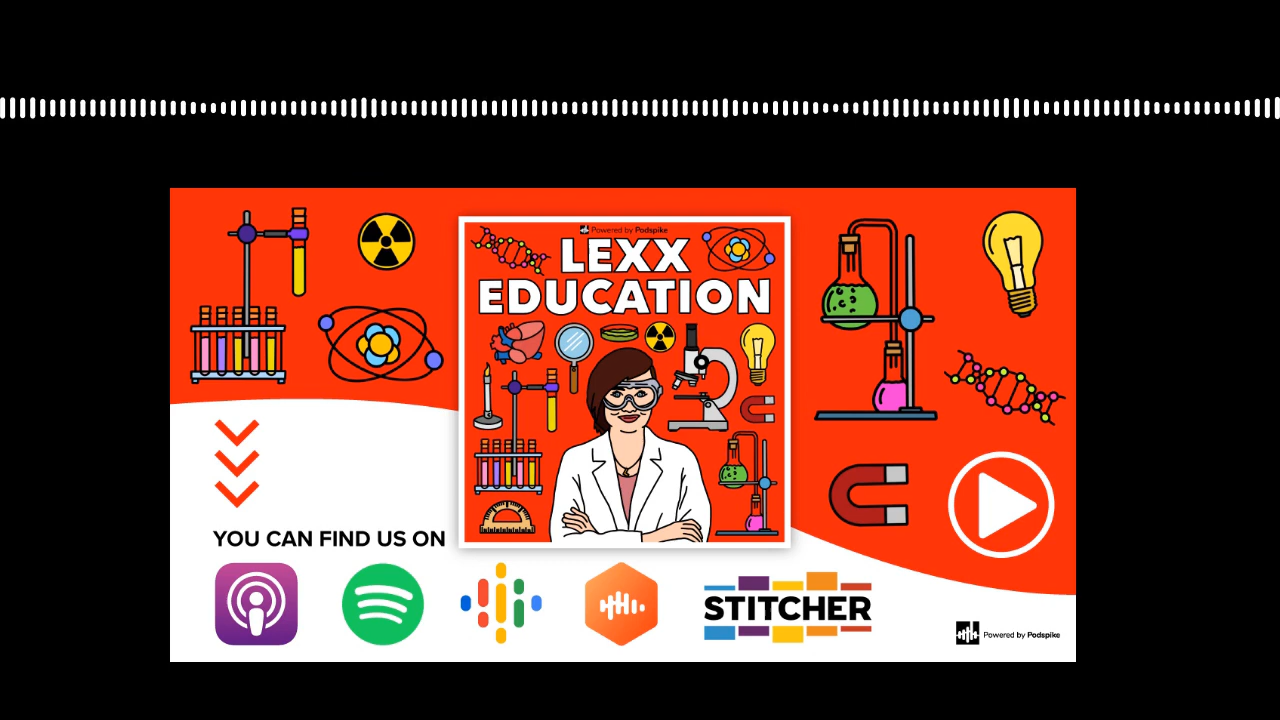 Powered by Podspike
LEXX
EDUCATION
YOU CAN FIND US ON
STITCHER
Powered by Podspike